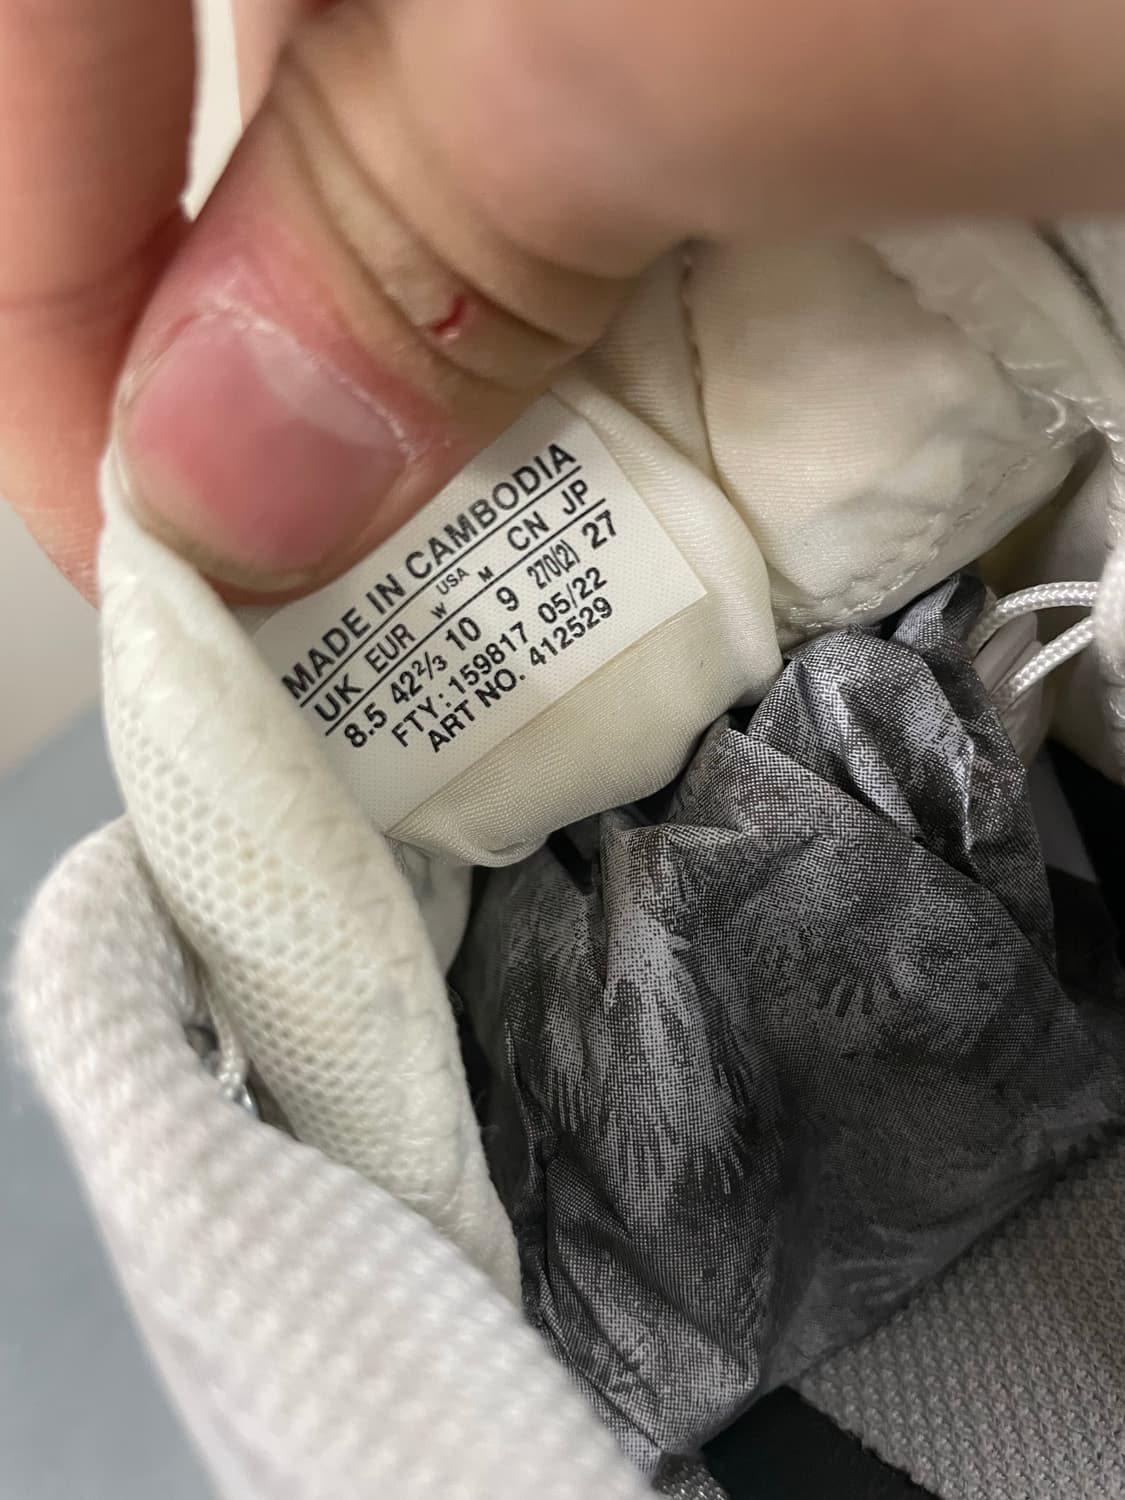 MADE IN CAMBODIA
USA
UK EUR W M CN JP
8.5 42⅔ 10 9 270(2) 27
FTY: 159817 05/22
ART NO. 412529